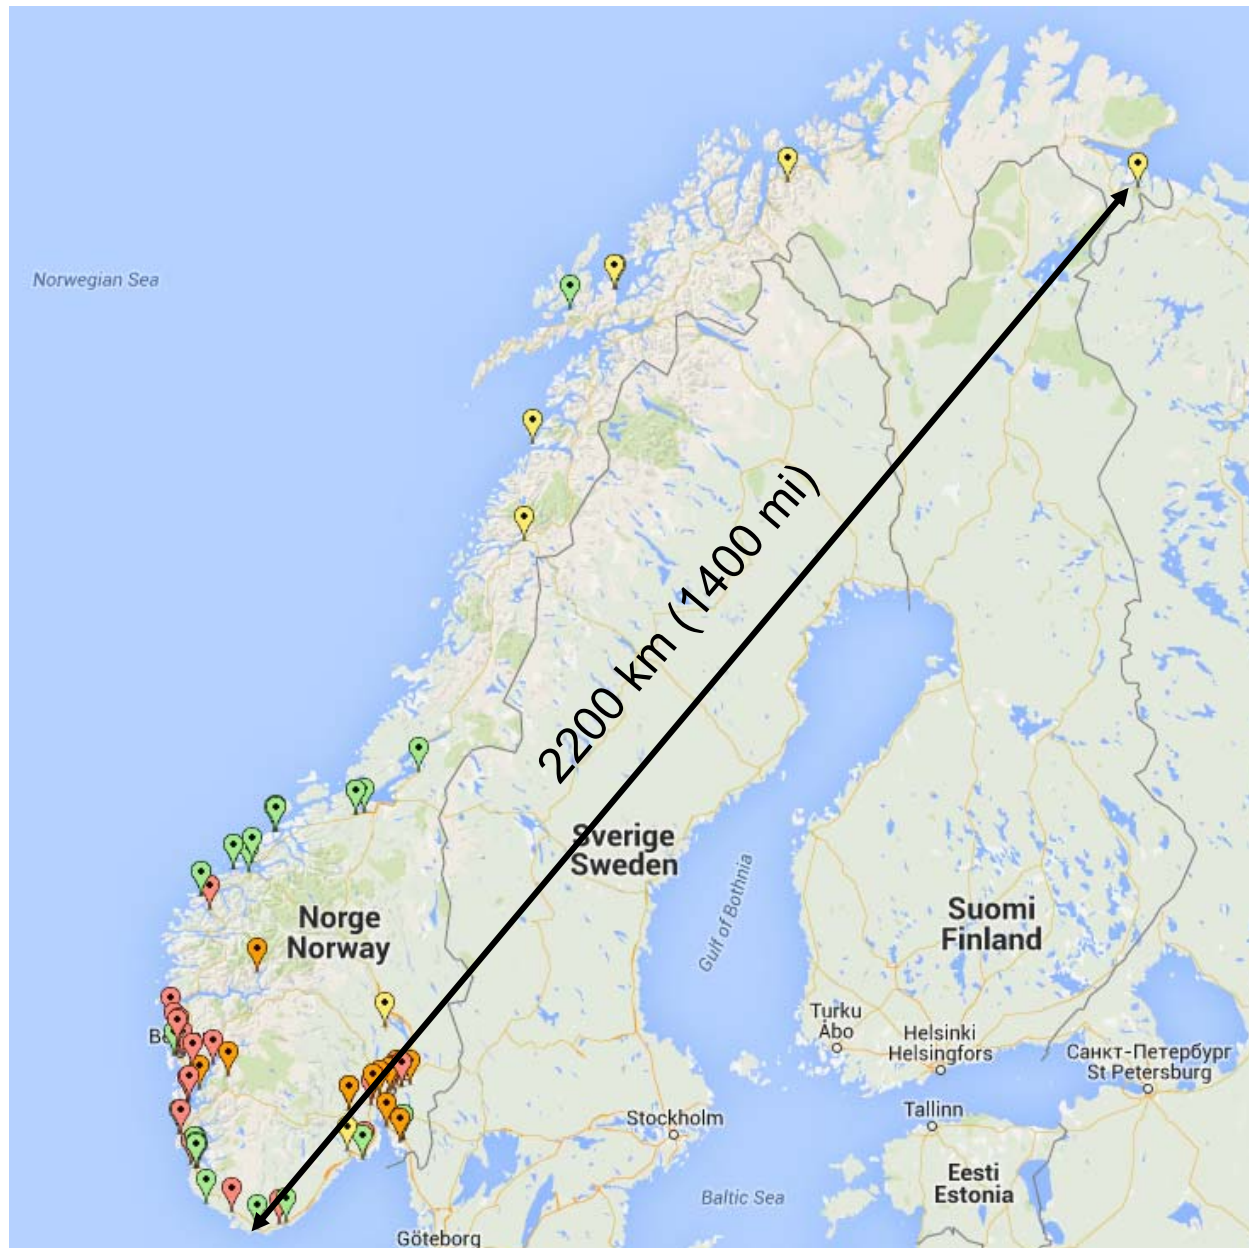 Norwegian Sea
2200 km (1400 mi)
Sverige
Sweden
Norge
Norway
Gulf of Bothnia
Suomi
Finland
Turku
Åbo
Helsinki
Helsingfors
Санкт-Петербург
St Petersburg
Tallinn
Stockholm
Eesti
Estonia
Baltic Sea
Göteborg